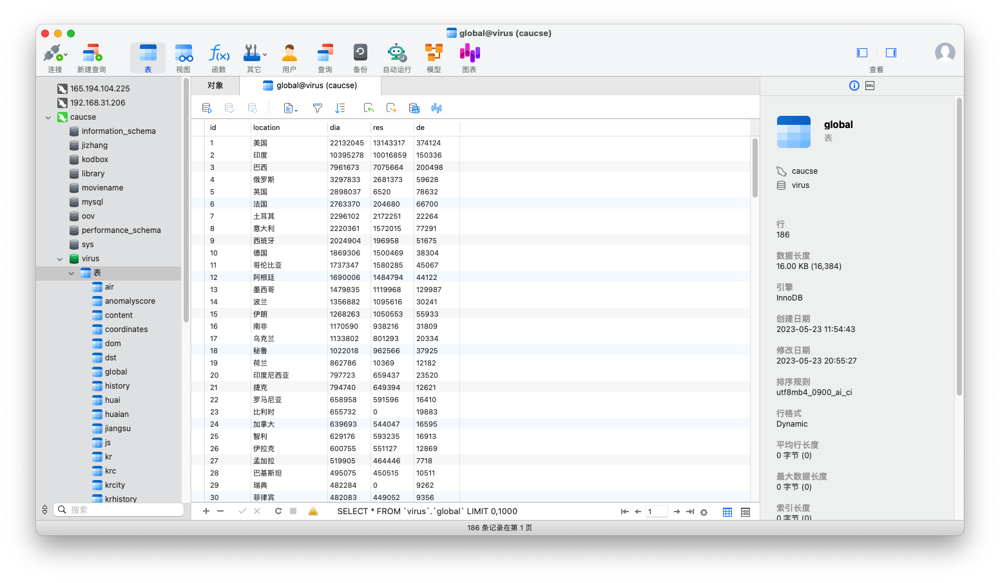 global@virus (caucse)
连接
新建查询
表
视图
函数
其它
用户
查询
备份
自动运行
模型
图表
查看
165.194.104.225
192.168.31.206
caucse
information_schema
jizhang
kodbox
library
moviename
mysql
oov
performance_schema
sys
virus
表
air
anomalyscore
content
coordinates
dom
dst
global
history
huai
huaian
jiangsu
js
kr
krc
krcity
krhistory
搜索
对象
global@virus (caucse)
id location dia res de
1 美国 22132045 13143317 374124
2 印度 10395278 10016859 150336
3 巴西 7961673 7075664 200498
4 俄罗斯 3297833 2681373 59628
5 英国 2898037 6520 78632
6 法国 2763370 204680 66700
7 土耳其 2296102 2172251 22264
8 意大利 2220361 1572015 77291
9 西班牙 2024904 196958 51675
10 德国 1869306 1500469 38304
11 哥伦比亚 1737347 1580285 45067
12 阿根廷 1690006 1484794 44122
13 墨西哥 1479835 1119968 129987
14 波兰 1356882 1095616 30241
15 伊朗 1268263 1050553 55933
16 南非 1170590 938216 31809
17 乌克兰 1133802 801293 20334
18 秘鲁 1022018 962566 37925
19 荷兰 862786 10369 12182
20 印度尼西亚 797723 659437 23520
21 捷克 794740 649394 12621
22 罗马尼亚 658958 591596 16410
23 比利时 655732 0 19883
24 加拿大 639693 544047 16595
25 智利 629176 593235 16913
26 伊拉克 600755 551127 12869
27 孟加拉 519905 464446 7718
28 巴基斯坦 495075 450515 10511
29 瑞典 482284 0 9262
30 菲律宾 482083 449052 9356
SELECT * FROM `virus`.`global` LIMIT 0,1000
1
186 条记录在第 1 页
DDL
global
表
caucse
virus
行
186
数据长度
16.00 KB (16,384)
引擎
InnoDB
创建日期
2023-05-23 11:54:43
修改日期
2023-05-23 20:55:27
排序规则
utf8mb4_0900_ai_ci
行格式
Dynamic
平均行长度
0 字节 (0)
最大数据长度
0 字节 (0)
索引长度
0 字节 (0)